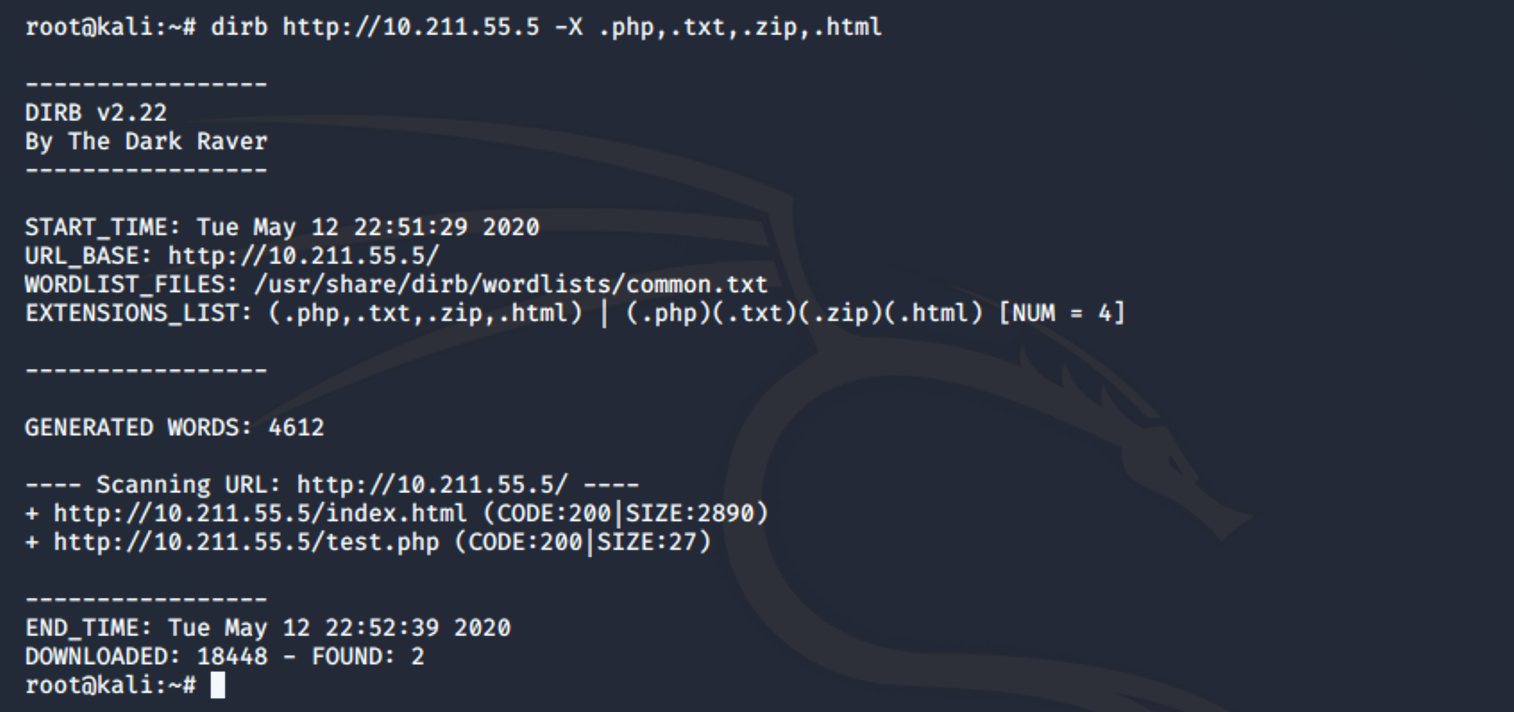 root@kali:~# dirb http://10.211.55.5 -X .php,.txt,.zip,.html
-----------------
DIRB v2.22
By The Dark Raver
-----------------
START_TIME: Tue May 12 22:51:29 2020
URL_BASE: http://10.211.55.5/
WORDLIST_FILES: /usr/share/dirb/wordlists/common.txt
EXTENSIONS_LIST: (.php,.txt,.zip,.html) | (.php)(.txt)(.zip)(.html) [NUM = 4]
-----------------
GENERATED WORDS: 4612
---- Scanning URL: http://10.211.55.5/ ----
+ http://10.211.55.5/index.html (CODE:200|SIZE:2890)
+ http://10.211.55.5/test.php (CODE:200|SIZE:27)
-----------------
END_TIME: Tue May 12 22:52:39 2020
DOWNLOADED: 18448 - FOUND: 2
root@kali:~#